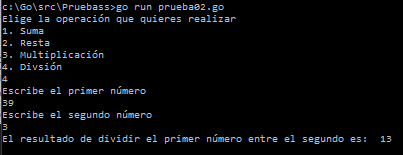 c:\Go\src\Pruebass>go run prueba02.go
Elige la operación que quieres realizar
1. Suma
2. Resta
3. Multiplicación
4. Divsión
4
Escribe el primer número
39
Escribe el segundo número
3
El resultado de dividir el primer número entre el segundo es:  13